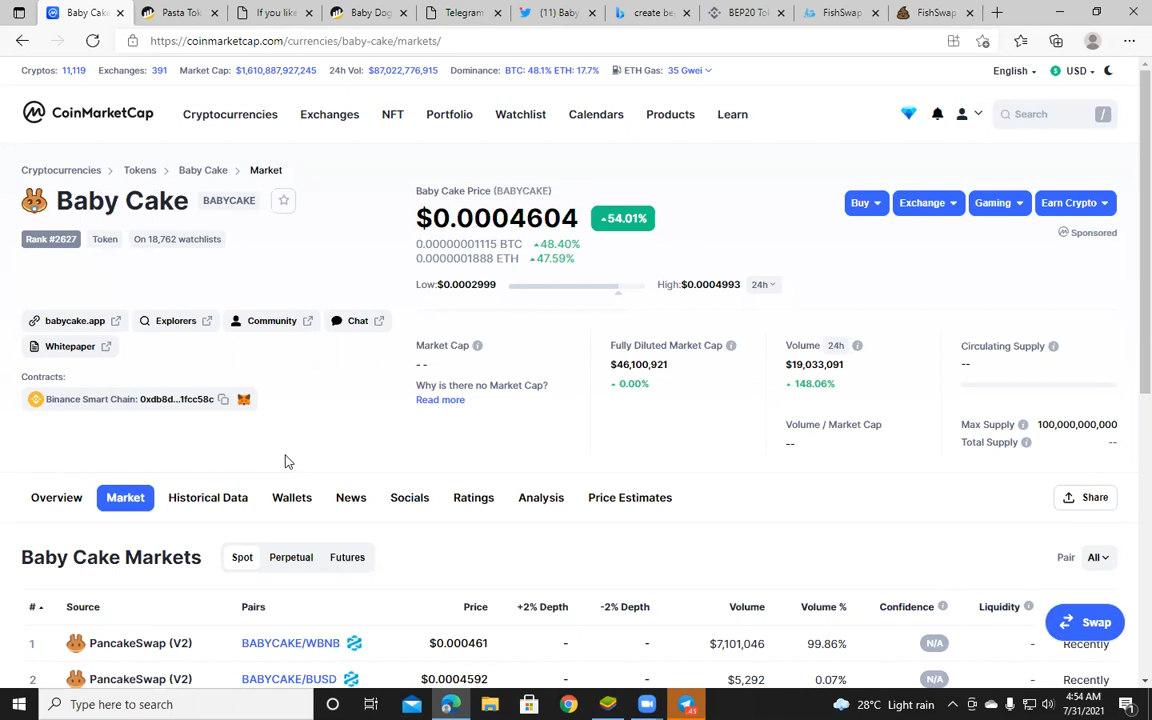 Baby Cake
Pasta Tok
If you like
Baby Dog
Telegram
(11) Baby
create be
BEP20 To
FishSwap
FishSwap
https://coinmarketcap.com/currencies/baby-cake/markets/
Cryptos: 11,119 Exchanges: 391 Market Cap: $1,610,887,927,245 24h Vol: $87,022,776,915 Dominance: BTC: 48.1% ETH: 17.7% ETH Gas: 35 Gwei English USD
CoinMarketCap Cryptocurrencies Exchanges NFT Portfolio Watchlist Calendars Products Learn Search /
Cryptocurrencies Tokens Baby Cake Market
Baby Cake BABYCAKE
Rank #2627 Token On 18,762 watchlists
babycake.app Explorers Community Chat
Whitepaper
Contracts:
Binance Smart Chain: 0xdb8d...1fcc58c
Baby Cake Price (BABYCAKE)
$0.0004604 54.01%
0.00000001115 BTC 48.40%
0.0000001888 ETH 47.59%
Low:$0.0002999 High:$0.0004993 24h
Buy Exchange Gaming Earn Crypto
Sponsored
Market Cap
- -
Why is there no Market Cap?
Read more
Fully Diluted Market Cap
$46,100,921
0.00%
Volume 24h
$19,033,091
148.06%
Volume / Market Cap
--
Circulating Supply
--
Max Supply 100,000,000,000
Total Supply --
Overview Market Historical Data Wallets News Socials Ratings Analysis Price Estimates Share
Baby Cake Markets Spot Perpetual Futures Pair All
# Source Pairs Price +2% Depth -2% Depth Volume Volume % Confidence Liquidity
1 PancakeSwap (V2) BABYCAKE/WBNB $0.000461 - - $7,101,046 99.86% N/A - Recently
Swap
2 PancakeSwap (V2) BABYCAKE/BUSD $0.0004592 - - $5,292 0.07% N/A - Recently
Type here to search
.45
28°C Light rain
4:54 AM
7/31/2021
1